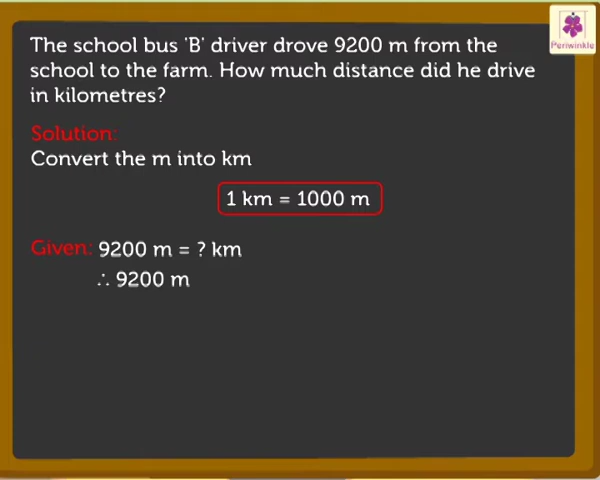 The school bus 'B' driver drove 9200 m from the
school to the farm. How much distance did he drive
in kilometres?
Solution:
Convert the m into km
1 km = 1000 m
Given: 9200 m = ? km
∴ 9200 m
Periwinkle